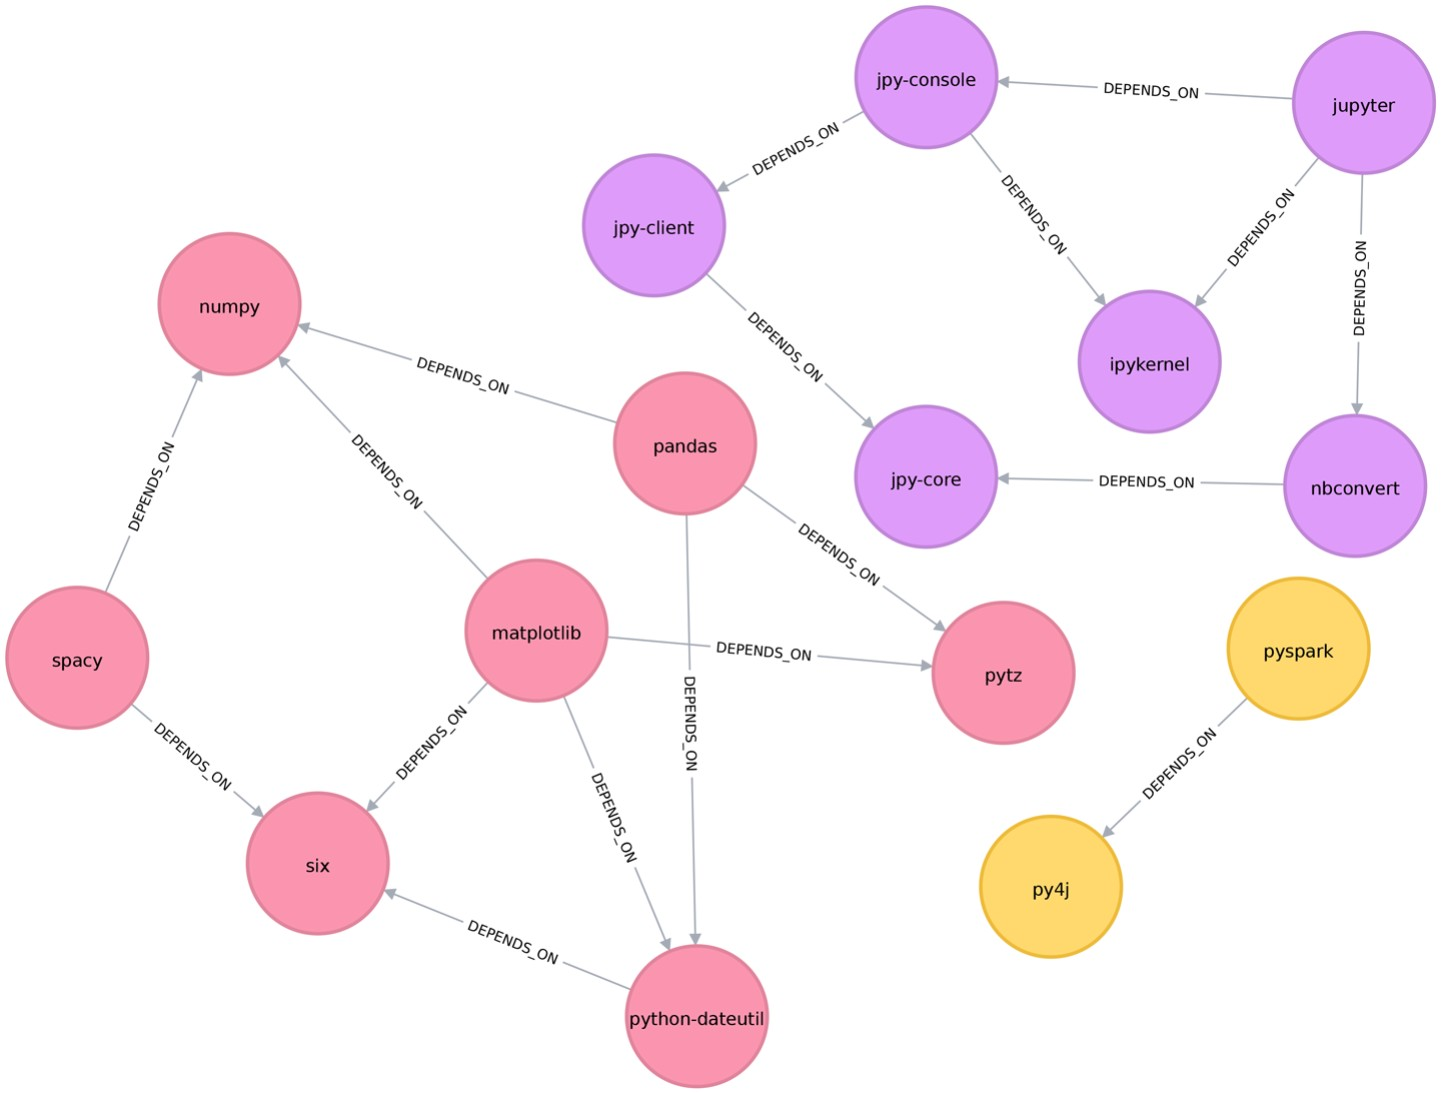 jpy-console
DEPENDS_ON
jupyter
DEPENDS_ON
jpy-client
DEPENDS_ON
DEPENDS_ON
DEPENDS_ON
numpy
DEPENDS_ON
ipykernel
DEPENDS_ON
pandas
DEPENDS_ON
DEPENDS_ON
jpy-core
DEPENDS_ON
nbconvert
DEPENDS_ON
DEPENDS_ON
matplotlib
DEPENDS_ON
spacy
pytz
pyspark
DEPENDS_ON
DEPENDS_ON
DEPENDS_ON
DEPENDS_ON
DEPENDS_ON
six
py4j
DEPENDS_ON
python-dateutil